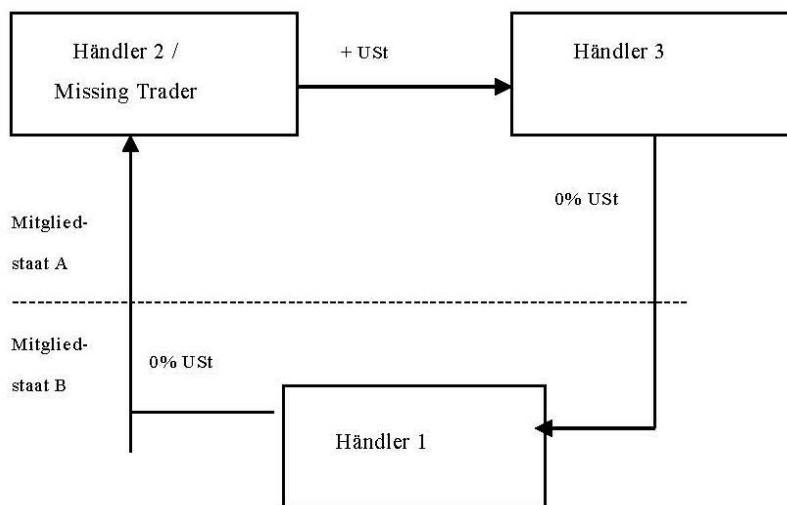 Händler 2 /
Missing Trader
+ USt
Händler 3
0% USt
Mitglied-
staat A
Mitglied-
staat B
0% USt
Händler 1